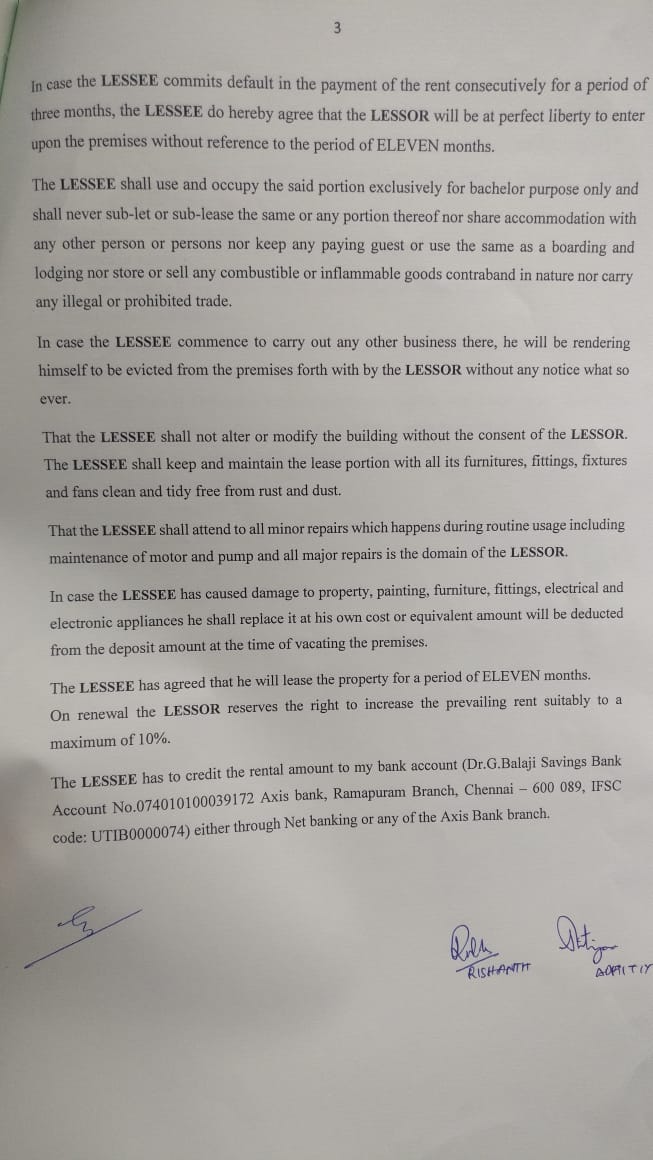 3
In case the LESSEE commits default in the payment of the rent consecutively for a period of
three months, the LESSEE do hereby agree that the LESSOR will be at perfect liberty to enter
upon the premises without reference to the period of ELEVEN months.
The LESSEE shall use and occupy the said portion exclusively for bachelor purpose only and
shall never sub-let or sub-lease the same or any portion thereof nor share accommodation with
any other person or persons nor keep any paying guest or use the same as a boarding and
lodging nor store or sell any combustible or inflammable goods contraband in nature nor carry
any illegal or prohibited trade.
In case the LESSEE commence to carry out any other business there, he will be rendering
himself to be evicted from the premises forth with by the LESSOR without any notice what so
ever.
That the LESSEE shall not alter or modify the building without the consent of the LESSOR.
The LESSEE shall keep and maintain the lease portion with all its furnitures, fittings, fixtures
and fans clean and tidy free from rust and dust.
That the LESSEE shall attend to all minor repairs which happens during routine usage including
maintenance of motor and pump and all major repairs is the domain of the LESSOR.
In case the LESSEE has caused damage to property, painting, furniture, fittings, electrical and
electronic appliances he shall replace it at his own cost or equivalent amount will be deducted
from the deposit amount at the time of vacating the premises.
The LESSEE has agreed that he will lease the property for a period of ELEVEN months.
On renewal the LESSOR reserves the right to increase the prevailing rent suitably to a
maximum of 10%.
The LESSEE has to credit the rental amount to my bank account (Dr.G.Balaji Savings Bank
Account No.074010100039172 Axis bank, Ramapuram Branch, Chennai – 600 089, IFSC
code: UTIB0000074) either through Net banking or any of the Axis Bank branch.
RISHANTH